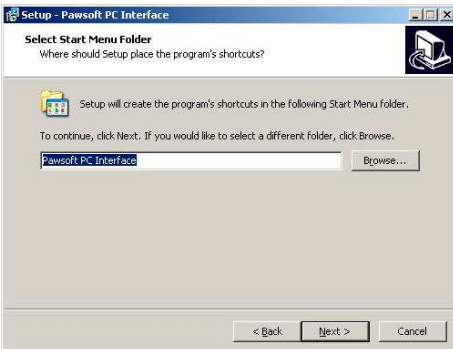 Setup - Pawsoft PC Interface
Select Start Menu Folder
Where should Setup place the program's shortcuts?
Setup will create the program's shortcuts in the following Start Menu folder.
To continue, click Next. If you would like to select a different folder, click Browse.
Pawsoft PC Interface
Browse...
< Back
Next >
Cancel